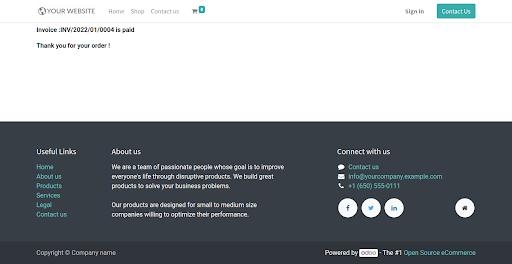 YOUR WEBSITE Home Shop Contact us 0 Sign in Contact Us
Invoice :INV/2022/01/0004 is paid
Thank you for your order !
Useful Links
Home
About us
Products
Services
Legal
Contact us
About us
We are a team of passionate people whose goal is to improve
everyone's life through disruptive products. We build great
products to solve your business problems.
Our products are designed for small to medium size
companies willing to optimize their performance.
Connect with us
Contact us
info@yourcompany.example.com
+1 (650) 555-0111
Copyright © Company name
Powered by odoo - The #1 Open Source eCommerce